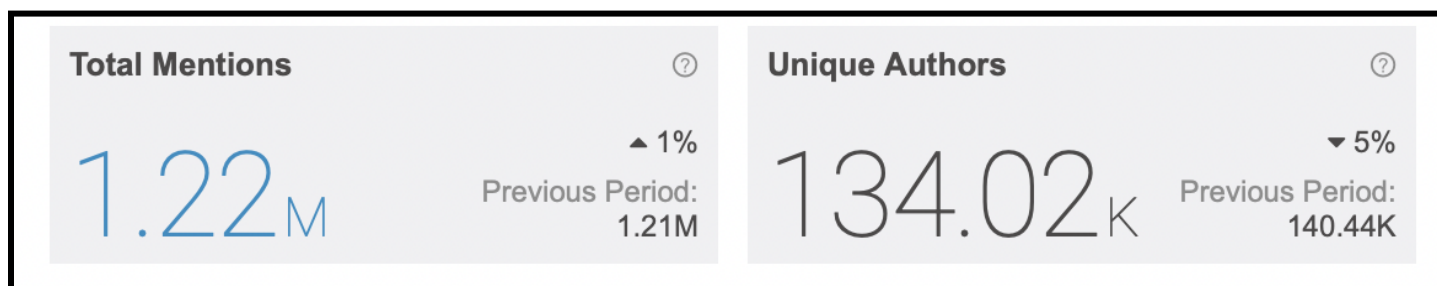 Total Mentions
1.22M
▲ 1%
Previous Period:
1.21M
Unique Authors
134.02K
▼ 5%
Previous Period:
140.44K